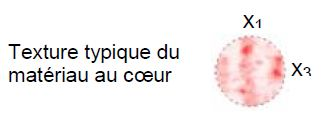 X1
Texture typique du
matériau au cœur
X3